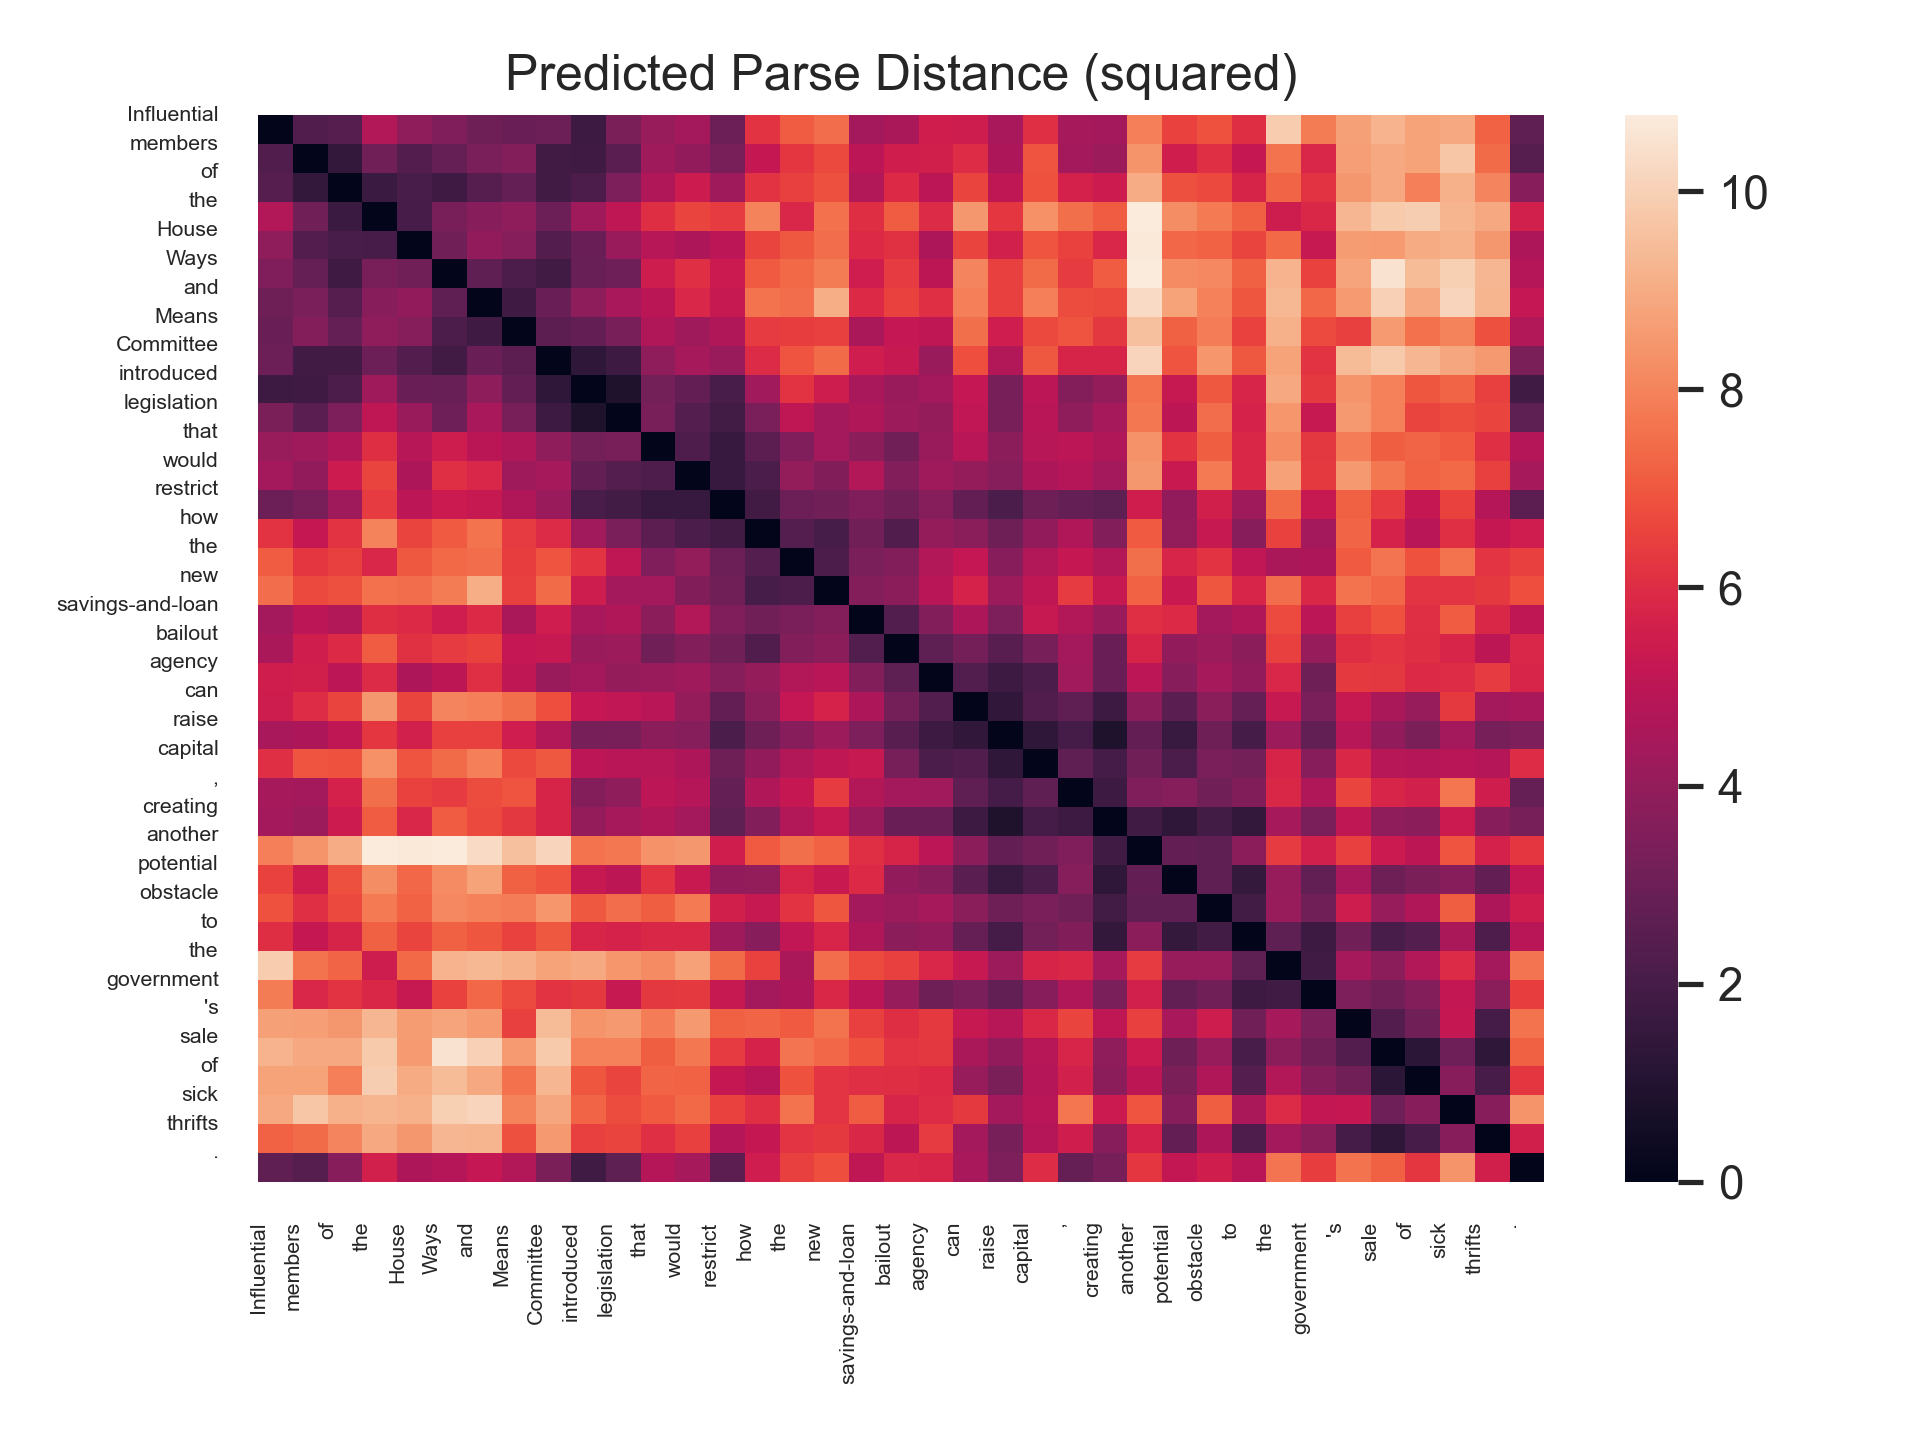 Predicted Parse Distance (squared)
Influential
members
of
the
House
Ways
and
Means
Committee
introduced
legislation
that
would
restrict
how
the
new
savings-and-loan
bailout
agency
can
raise
capital
,
creating
another
potential
obstacle
to
the
government
's
sale
of
sick
thrifts
.
10
8
6
4
2
0
Influential
members
of
the
House
Ways
and
Means
Committee
introduced
legislation
that
would
restrict
how
the
new
savings-and-loan
bailout
agency
can
raise
capital
,
creating
another
potential
obstacle
to
the
government
's
sale
of
sick
thrifts
.